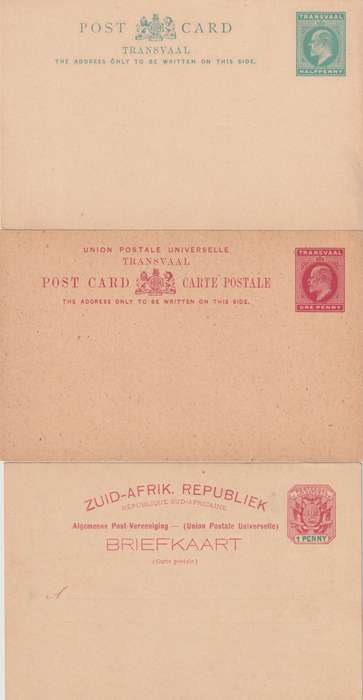 POST CARD
TRANSVAAL
THE ADDRESS ONLY TO BE WRITTEN ON THIS SIDE.
TRANSVAAL
HALFPENNY
UNION POSTALE UNIVERSELLE
TRANSVAAL
POST CARD CARTE POSTALE
THE ADDRESS ONLY TO BE WRITTEN ON THIS SIDE.
TRANSVAAL
ONE PENNY
ZUID-AFRIK. REPUBLIEK
RÉPUBLIQUE SUD-AFRICAINE
Algemeene Post-Vereeniging — (Union Postale Universelle)
BRIEFKAART
(Carte postale)
A
1 PENNY